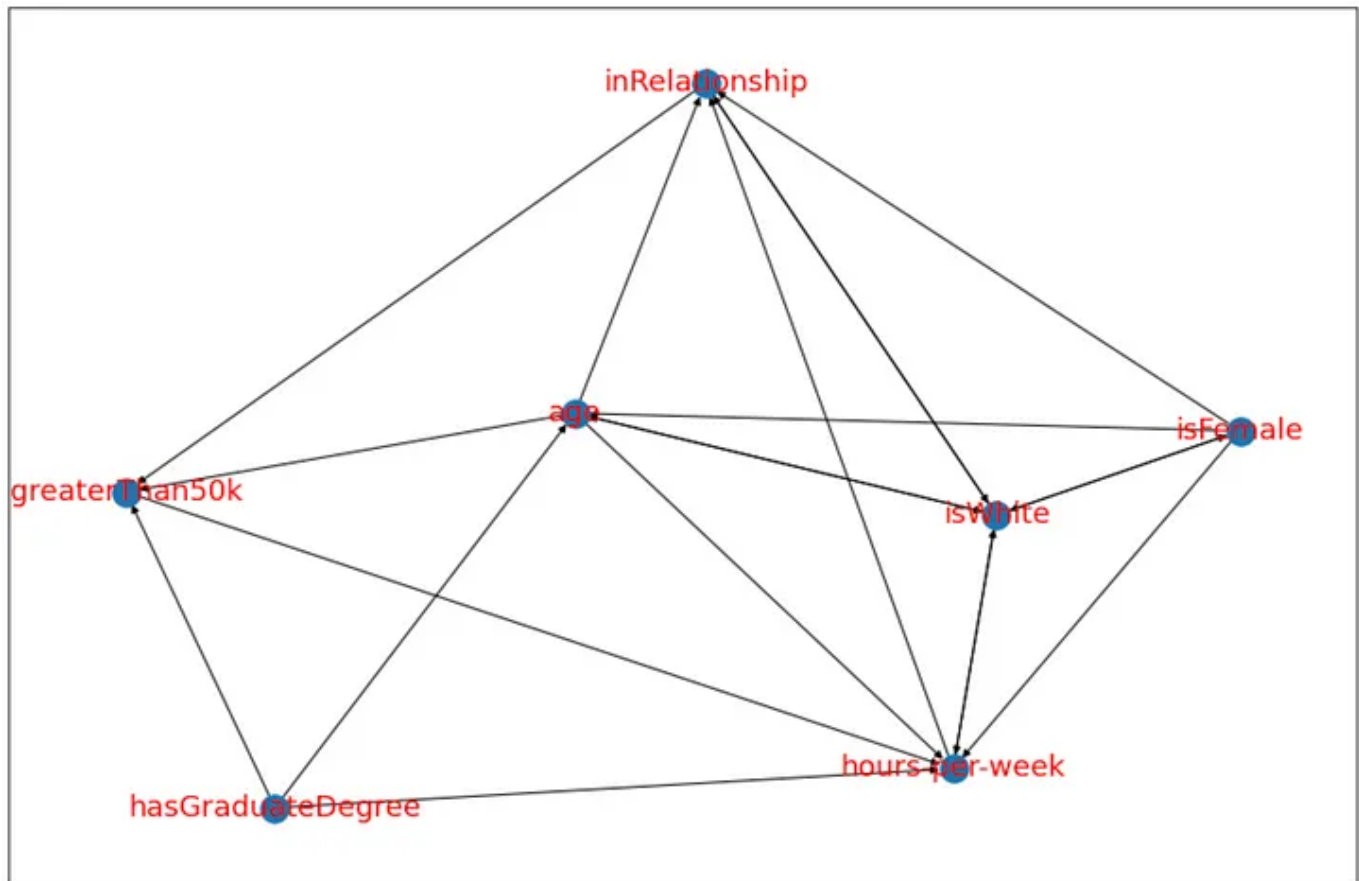 inRelationship
age
isFemale
greaterThan50k
isWhite
hours-per-week
hasGraduateDegree